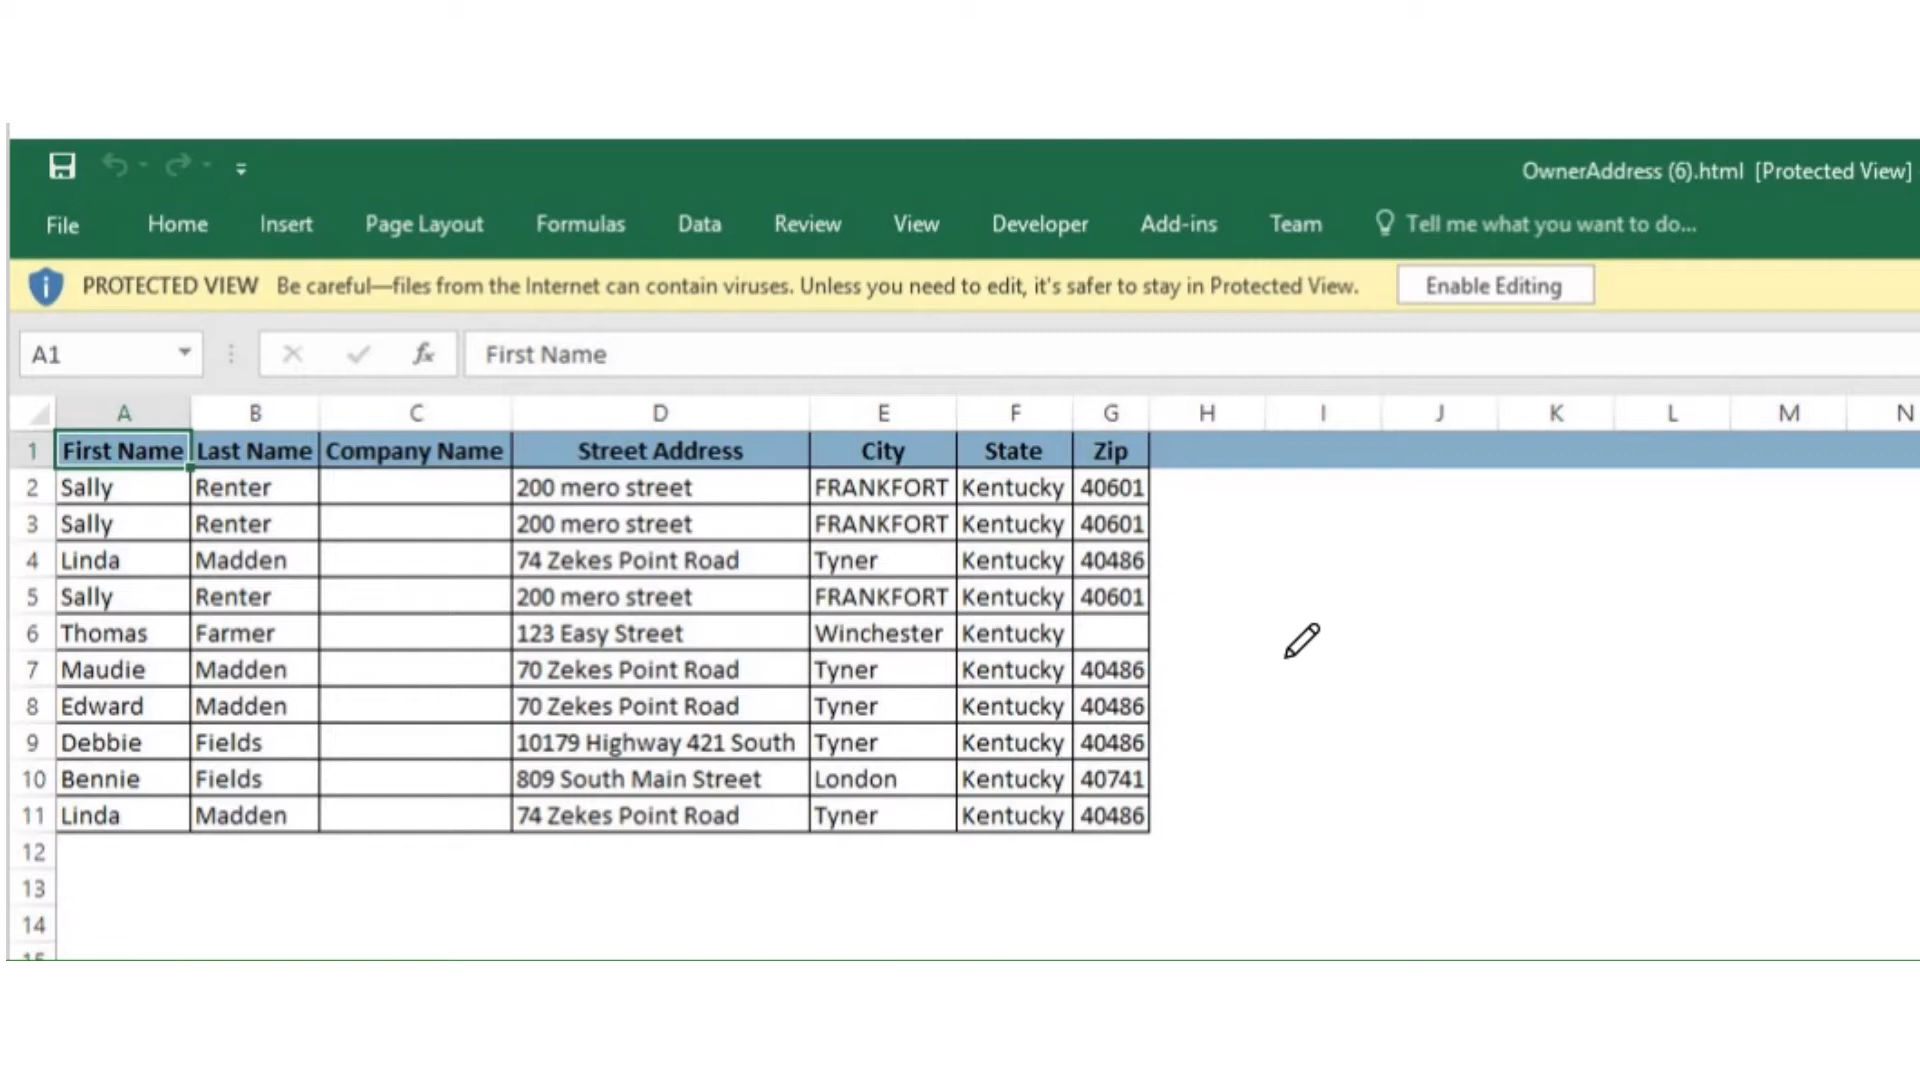 OwnerAddress (6).html [Protected View]
File Home Insert Page Layout Formulas Data Review View Developer Add-ins Team Tell me what you want to do...
PROTECTED VIEW Be careful—files from the Internet can contain viruses. Unless you need to edit, it's safer to stay in Protected View. Enable Editing
A1 fx First Name
A B C D E F G H I J K L M N
1 First Name Last Name Company Name Street Address City State Zip
2 Sally Renter 200 mero street FRANKFORT Kentucky 40601
3 Sally Renter 200 mero street FRANKFORT Kentucky 40601
4 Linda Madden 74 Zekes Point Road Tyner Kentucky 40486
5 Sally Renter 200 mero street FRANKFORT Kentucky 40601
6 Thomas Farmer 123 Easy Street Winchester Kentucky
7 Maudie Madden 70 Zekes Point Road Tyner Kentucky 40486
8 Edward Madden 70 Zekes Point Road Tyner Kentucky 40486
9 Debbie Fields 10179 Highway 421 South Tyner Kentucky 40486
10 Bennie Fields 809 South Main Street London Kentucky 40741
11 Linda Madden 74 Zekes Point Road Tyner Kentucky 40486
12
13
14